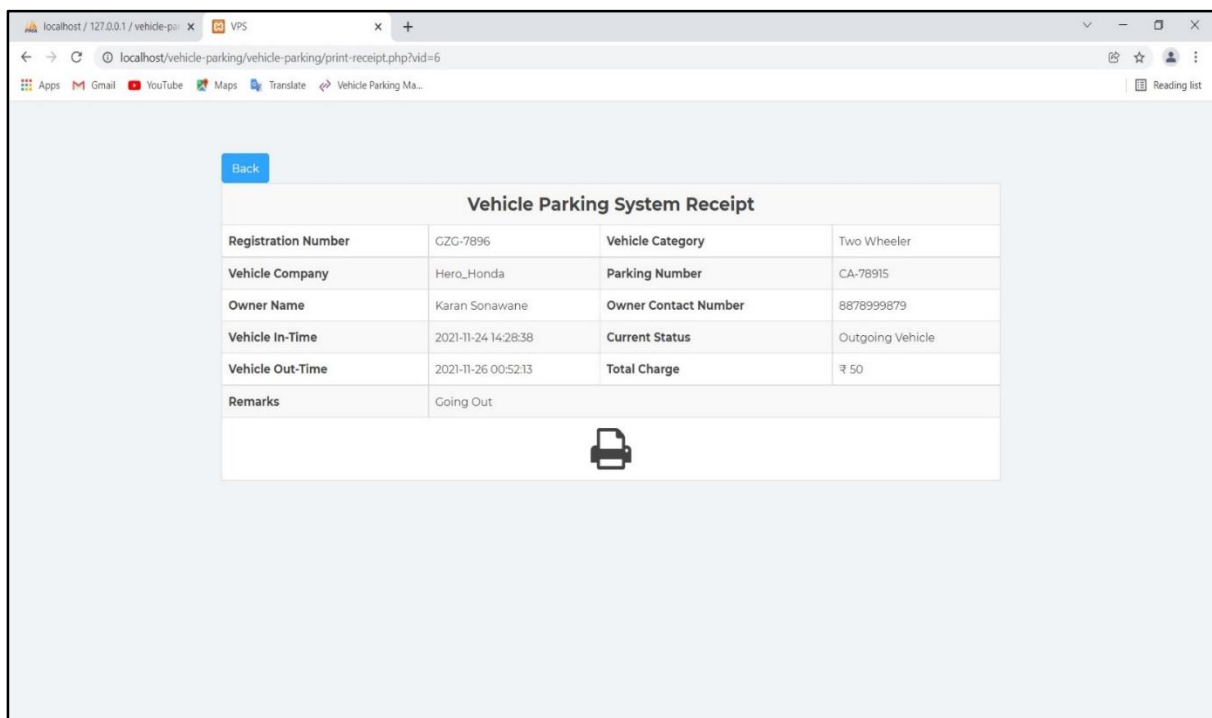 localhost / 127.0.0.1 / vehicle-pa
VPS
localhost/vehicle-parking/vehicle-parking/print-receipt.php?vid=6
Apps Gmail YouTube Maps Translate Vehicle Parking Ma... Reading list
Back
Vehicle Parking System Receipt
Registration Number GZG-7896 Vehicle Category Two Wheeler
Vehicle Company Hero_Honda Parking Number CA-78915
Owner Name Karan Sonawane Owner Contact Number 8878999879
Vehicle In-Time 2021-11-24 14:28:38 Current Status Outgoing Vehicle
Vehicle Out-Time 2021-11-26 00:52:13 Total Charge ₹ 50
Remarks Going Out